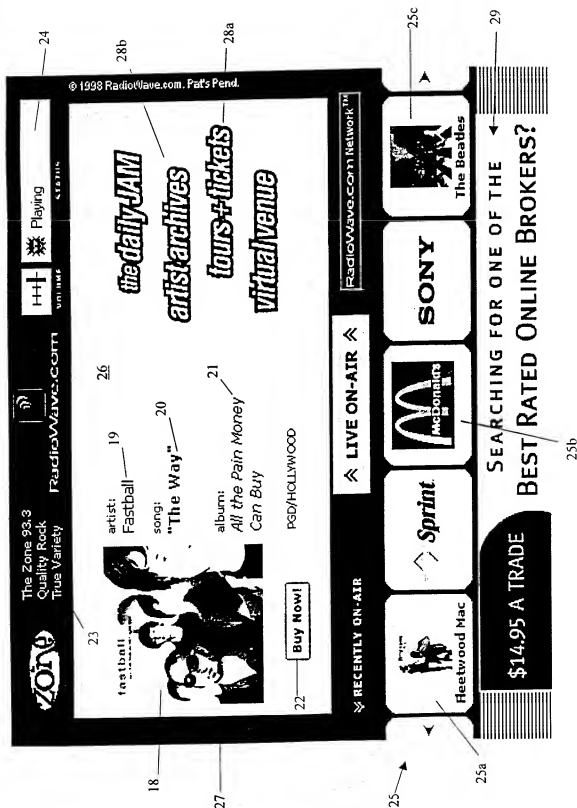 24
28b
28a
25c
29
zone
The Zone 93.3
Quality Rock
True Variety
RadioWave.com
VOLUME
Playing
STATUS
© 1998 RadioWave.com. Pat's Pend.
23
26
fastball
artist:
Fastball
19
song:
"The Way"
20
album:
All the Pain Money
Can Buy
21
PGD/HOLLYWOOD
Buy Now!
22
18
27
the daily JAM
artist archives
tours + tickets
virtual venue
RECENTLY ON-AIR
LIVE ON-AIR
RadioWave.com Network™
Fleetwood Mac
Sprint
McDonald's
SONY
The Beatles
25
25a
25b
$14.95 A TRADE
SEARCHING FOR ONE OF THE
BEST RATED ONLINE BROKERS?